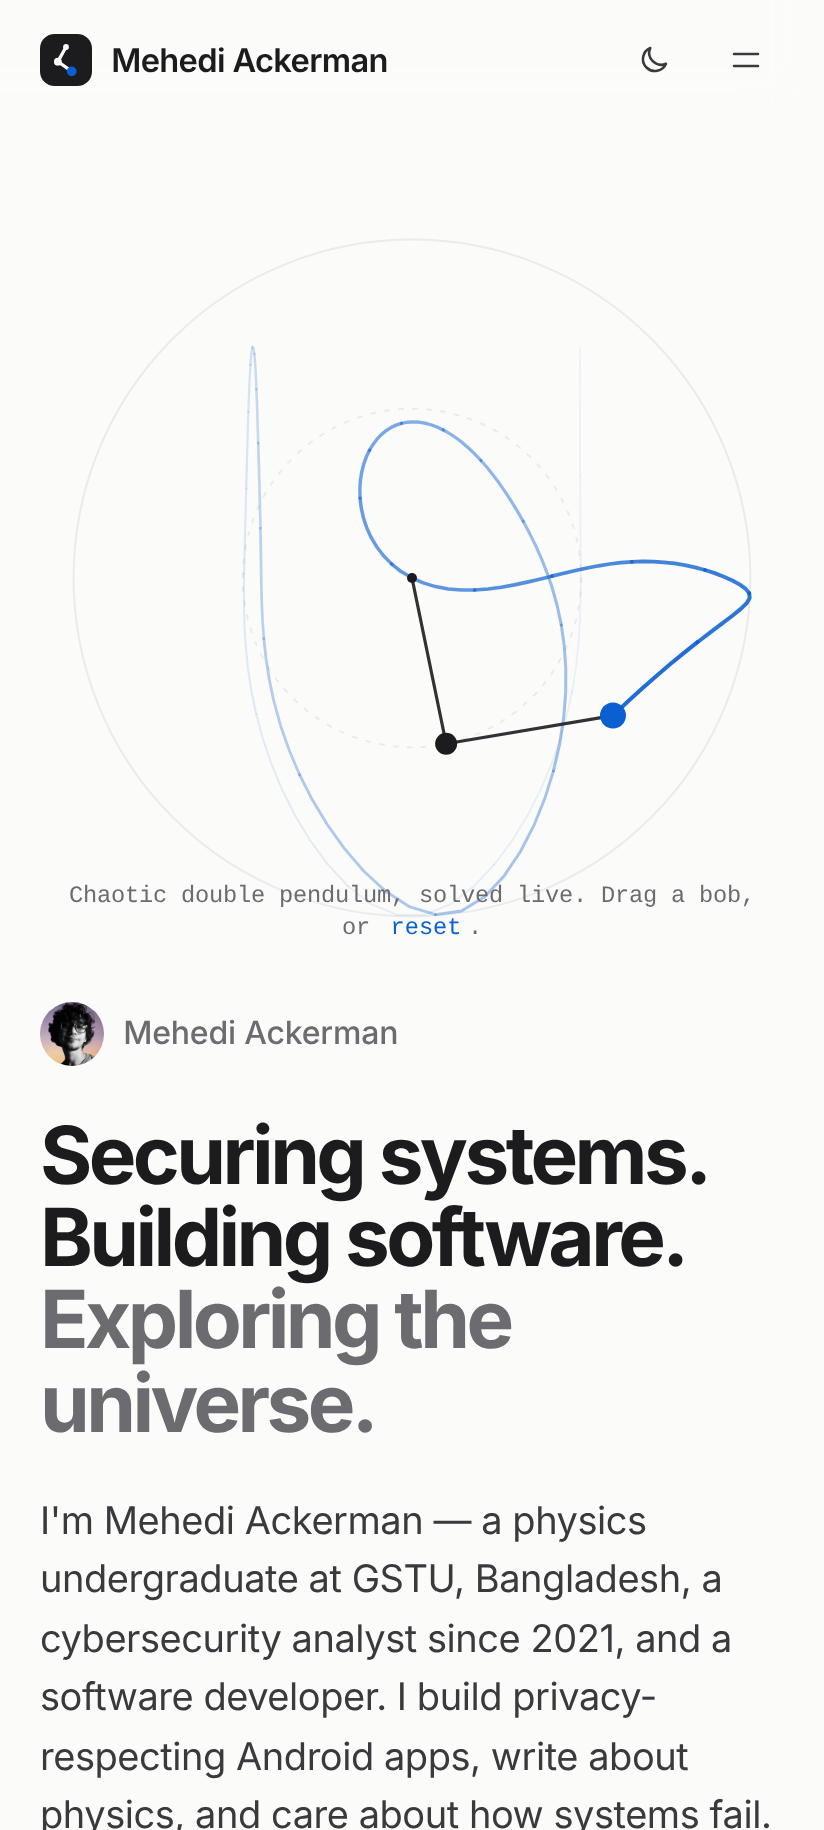 Mehedi Ackerman
Chaotic double pendulum, solved live. Drag a bob,
or reset.
Mehedi Ackerman
Securing systems.
Building software.
Exploring the
universe.
I'm Mehedi Ackerman — a physics
undergraduate at GSTU, Bangladesh, a
cybersecurity analyst since 2021, and a
software developer. I build privacy-
respecting Android apps, write about
physics, and care about how systems fail.